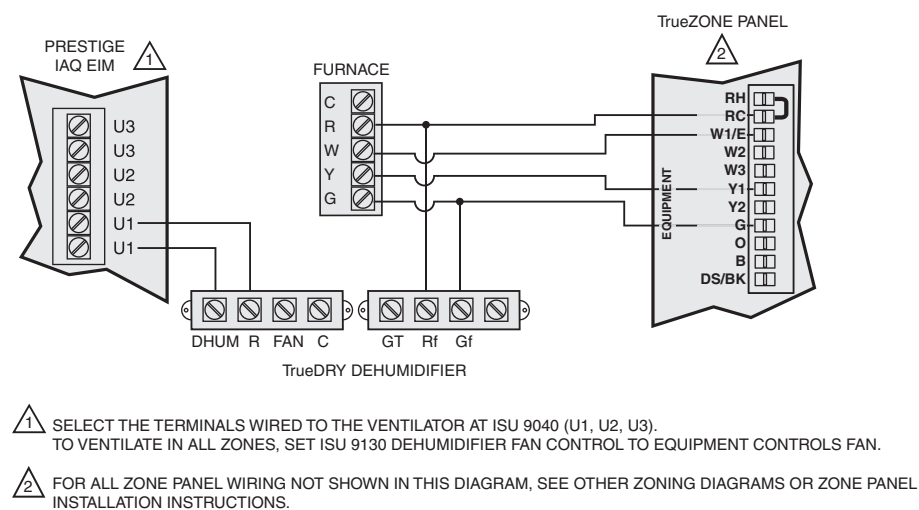 TrueZONE PANEL
2
PRESTIGE
IAQ EIM
1
FURNACE
C
R
W
Y
G
U3
U3
U2
U2
U1
U1
RH
RC
W1/E
W2
W3
Y1
Y2
G
O
B
DS/BK
EQUIPMENT
DHUM R FAN C
GT Rf Gf
TrueDRY DEHUMIDIFIER
1 SELECT THE TERMINALS WIRED TO THE VENTILATOR AT ISU 9040 (U1, U2, U3).
TO VENTILATE IN ALL ZONES, SET ISU 9130 DEHUMIDIFIER FAN CONTROL TO EQUIPMENT CONTROLS FAN.
2 FOR ALL ZONE PANEL WIRING NOT SHOWN IN THIS DIAGRAM, SEE OTHER ZONING DIAGRAMS OR ZONE PANEL
INSTALLATION INSTRUCTIONS.